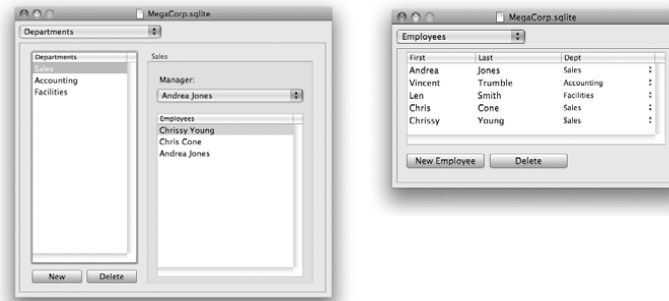 MegaCorp.sqlite
Departments
Departments
Sales
Accounting
Facilities
New
Delete
Sales
Manager:
Andrea Jones
Employees
Chrissy Young
Chris Cone
Andrea Jones
MegaCorp.sqlite
Employees
First Last Dept
Andrea Jones Sales
Vincent Trumble Accounting
Len Smith Facilities
Chris Cone Sales
Chrissy Young Sales
New Employee Delete